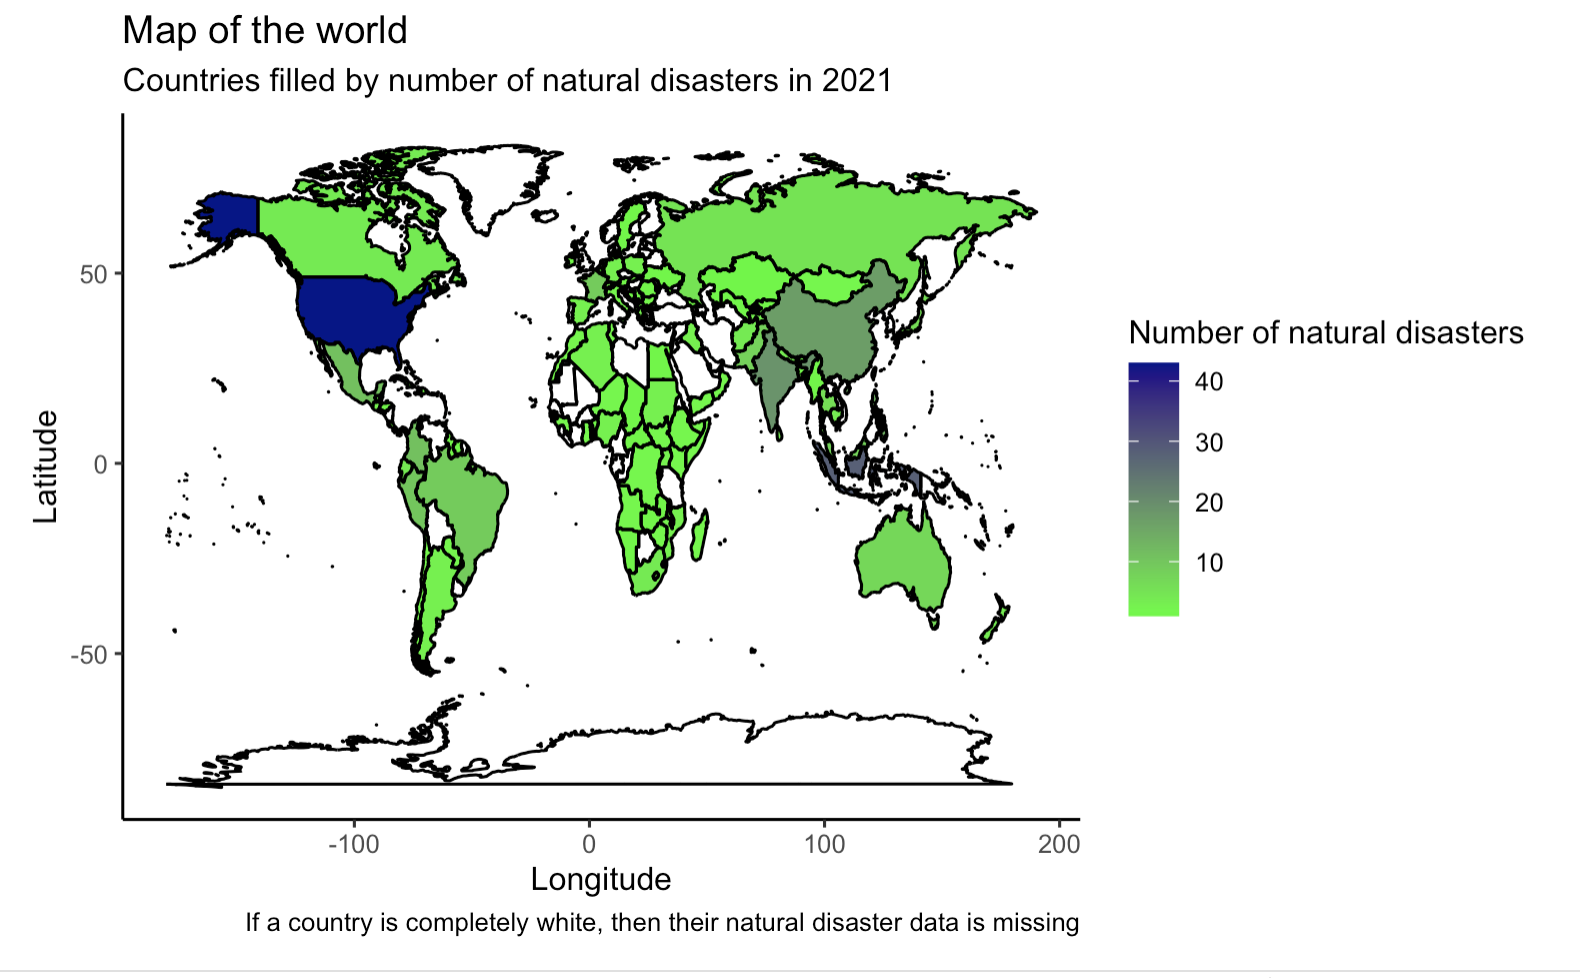 Map of the world
Countries filled by number of natural disasters in 2021
50
0
-50
Latitude
-100
0
100
200
Longitude
If a country is completely white, then their natural disaster data is missing
Number of natural disasters
40
30
20
10